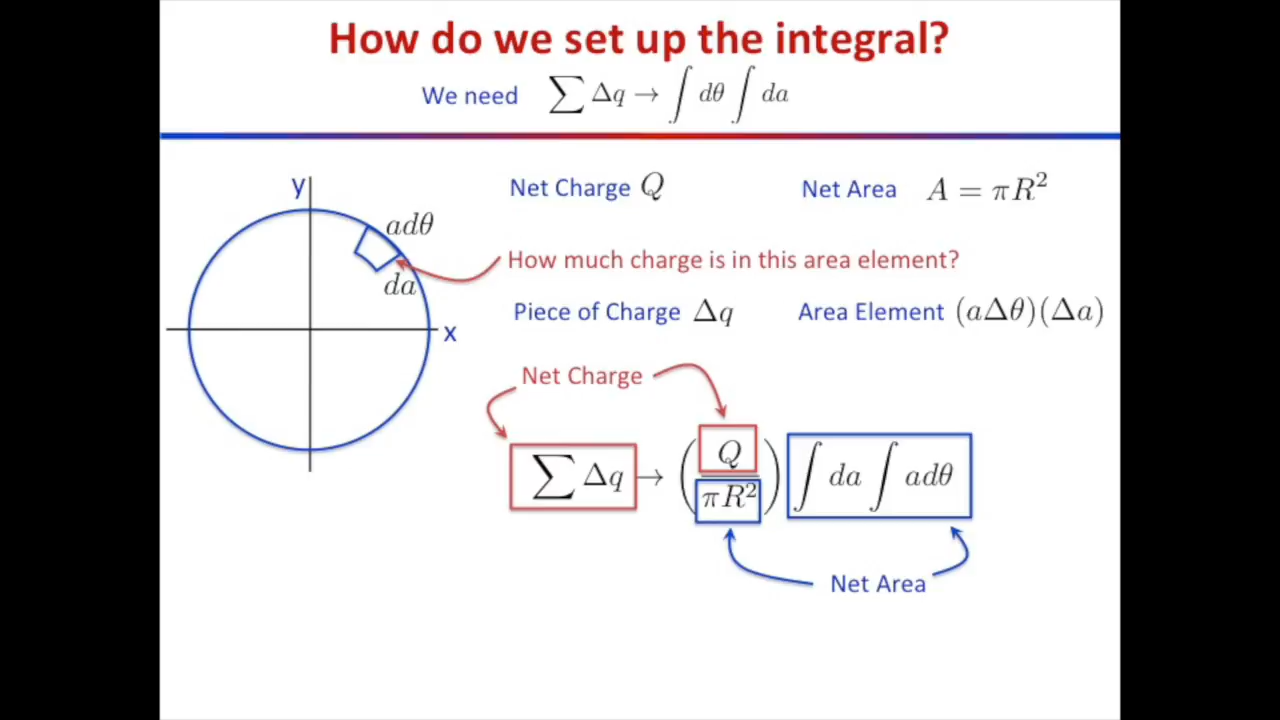 How do we set up the integral?
We need ∑ Δq → ∫ dθ ∫ da
y
x
adθ
da
Net Charge Q
Net Area A = πR²
How much charge is in this area element?
Piece of Charge Δq
Area Element (aΔθ)(Δa)
Net Charge
∑ Δq → (Q / πR²) ∫ da ∫ adθ
Net Area